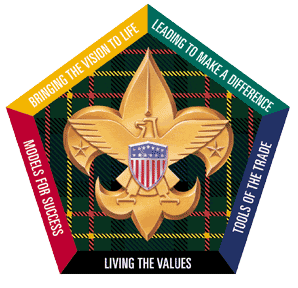 BRINGING THE VISION TO LIFE
LEADING TO MAKE A DIFFERENCE
MODELS FOR SUCCESS
TOOLS OF THE TRADE
LIVING THE VALUES